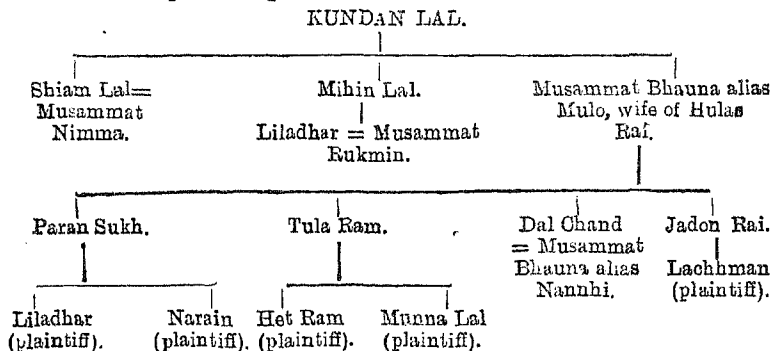 KUNDAN LAL.
Shiam Lal=
Musammat
Nimma.
Mihin Lal.
Liladhar = Musammat
Rukmin.
Musammat Bhauna alias
Mulo, wife of Hulas
Rai.
Paran Sukh.
Tula Ram.
Dal Chand
= Musammat
Bhauna alias
Nannhi.
Jadon Rai.
Lachhman
(plaintiff).
Liladhar
(plaintiff).
Narain
(plaintiff).
Het Ram
(plaintiff).
Munna Lal
(plaintiff).